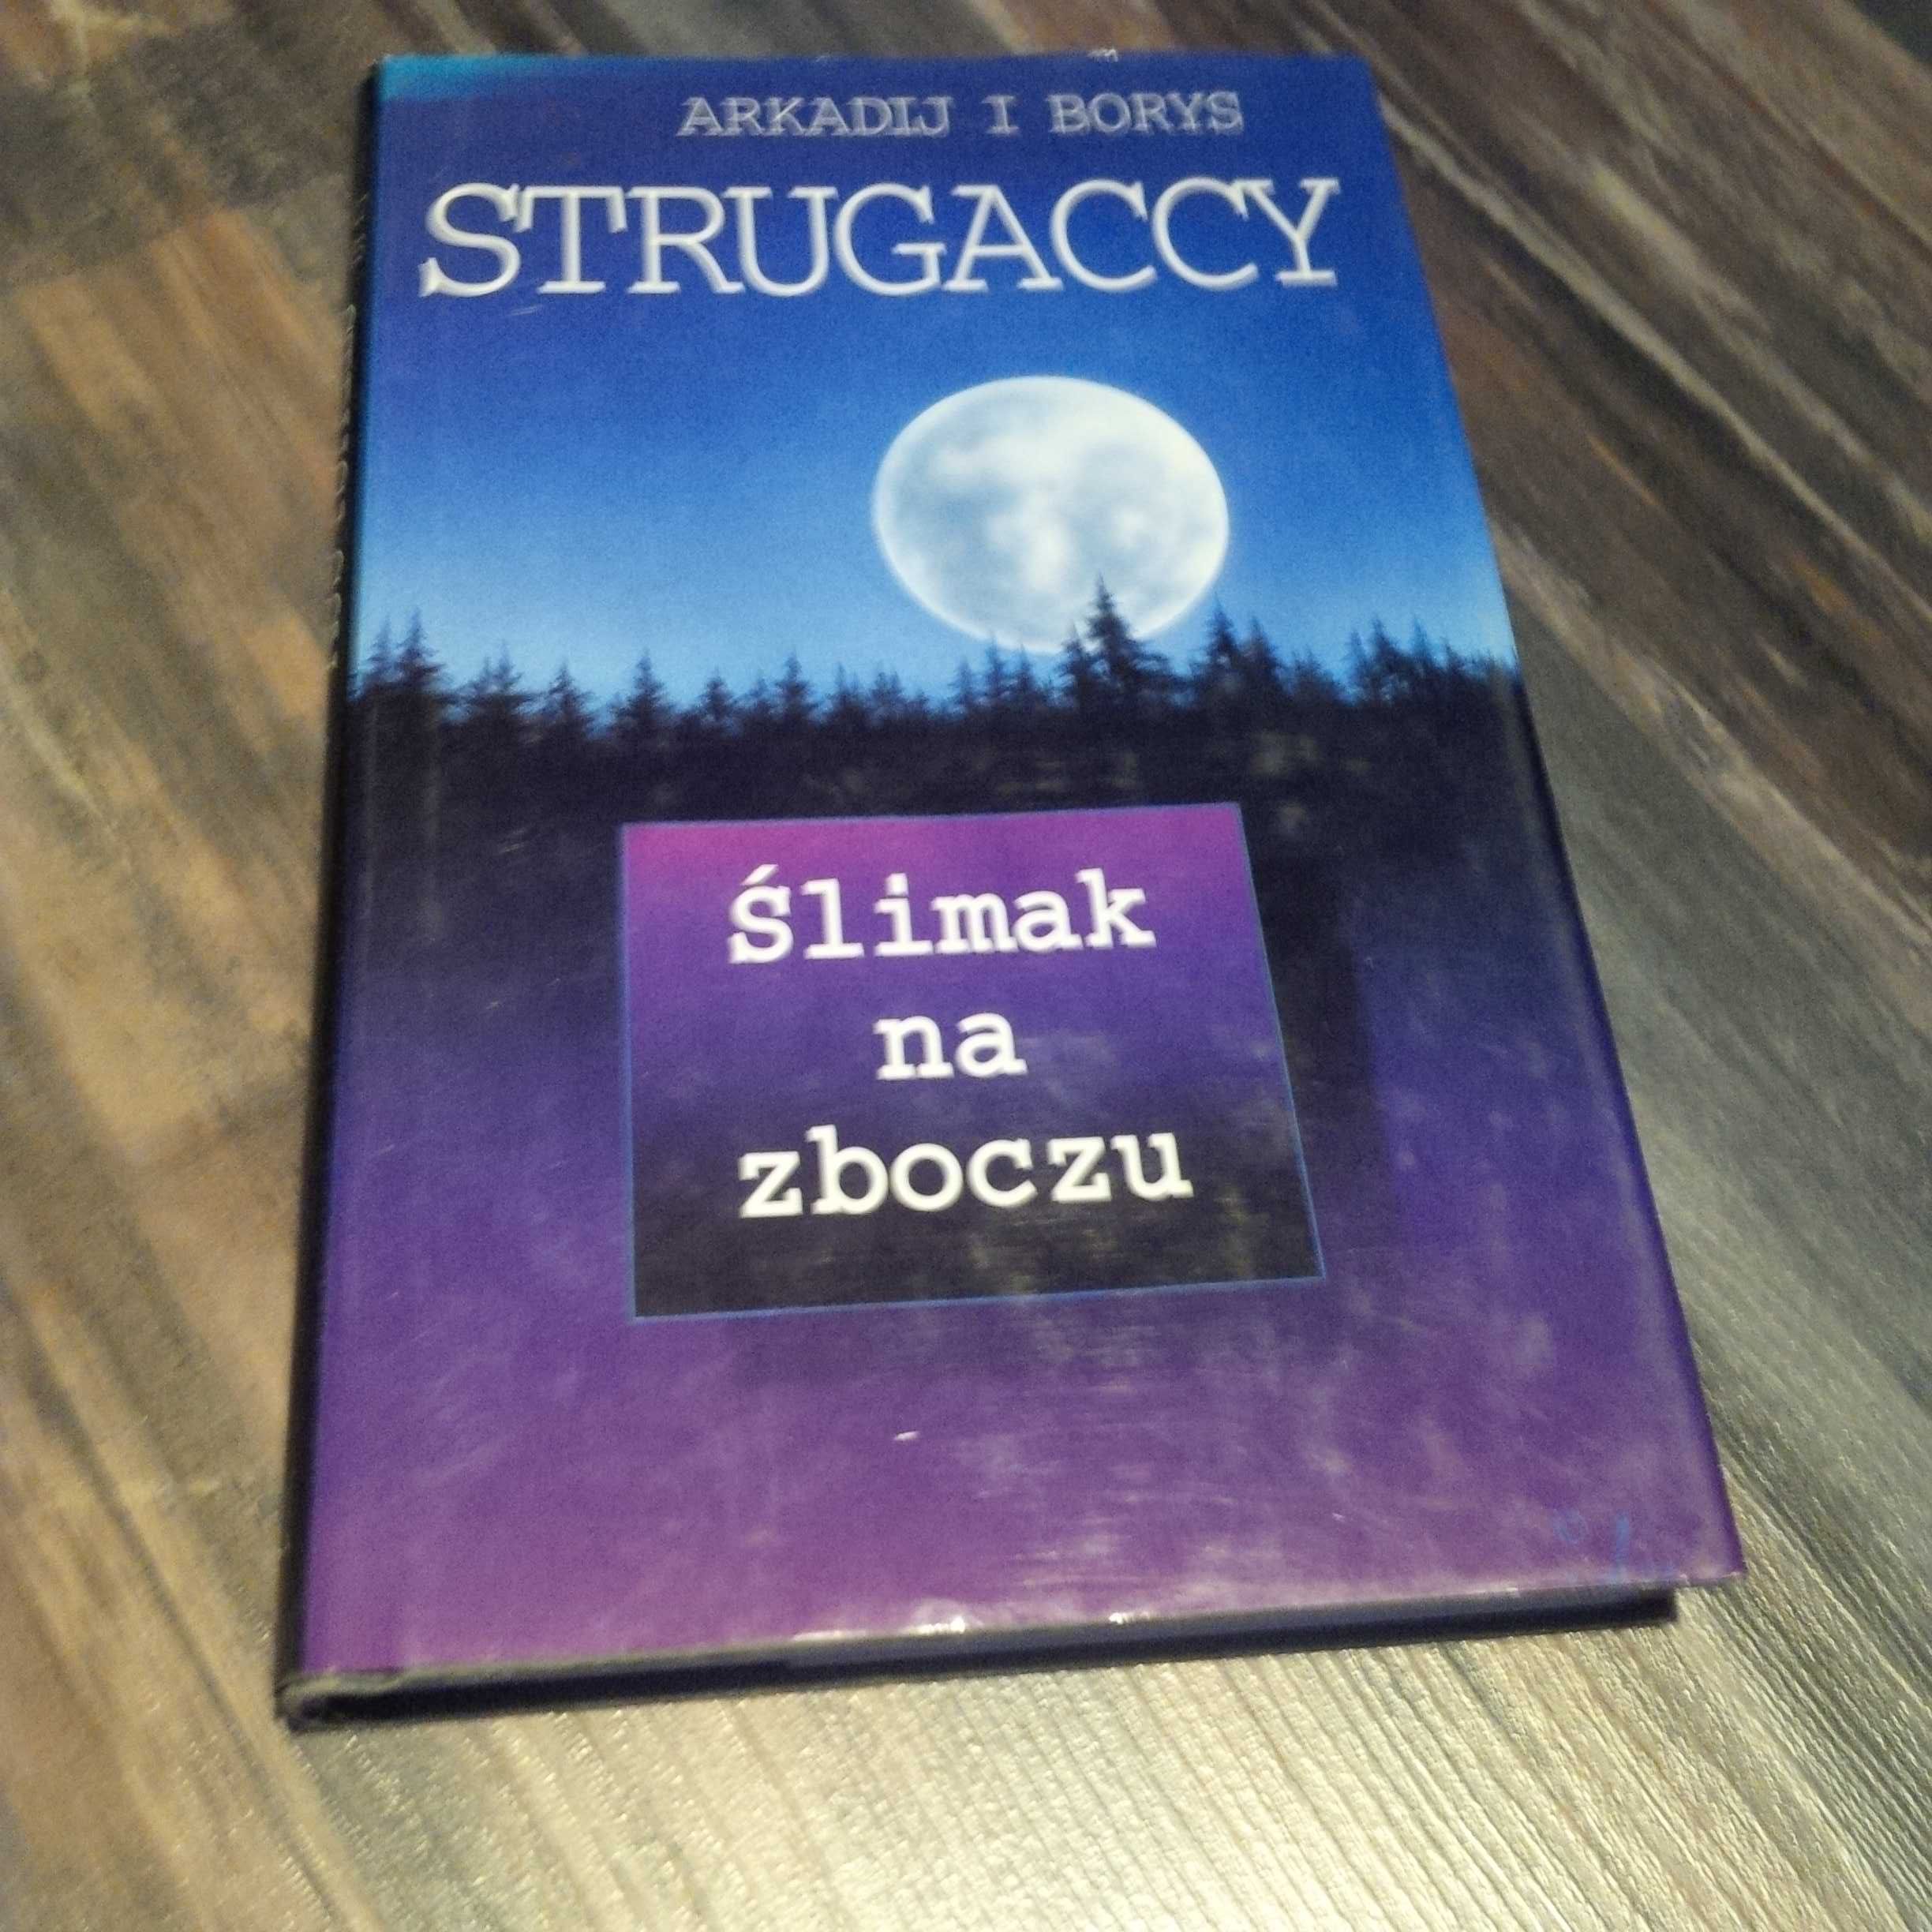 ARKADIJ I BORYS
STRUGACCY
Ślimak
na
zboczu